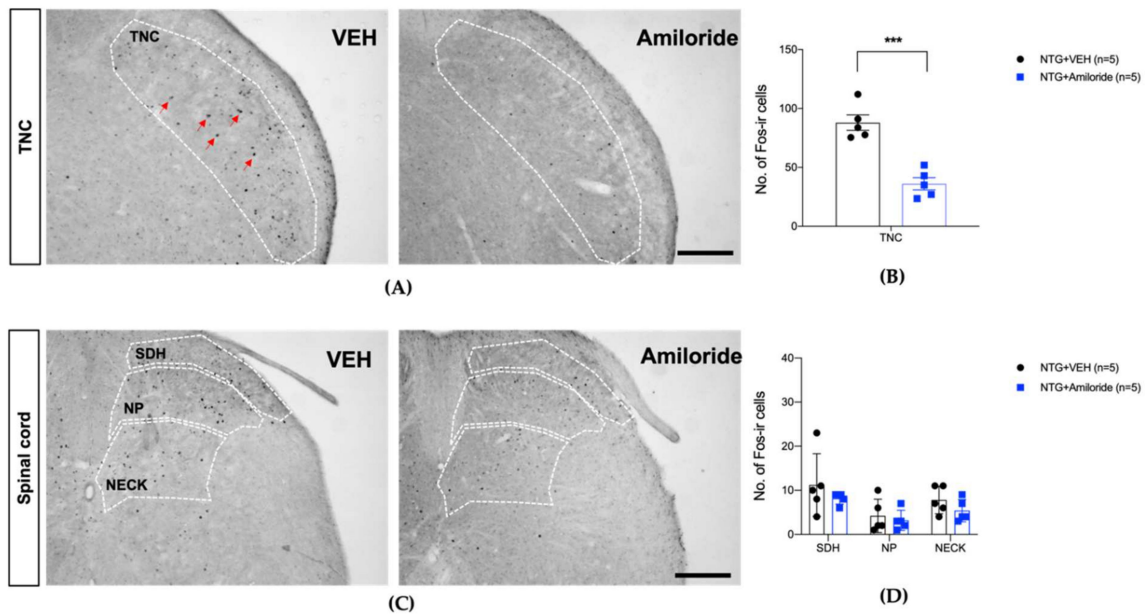 TNC
TNC
VEH
Amiloride
(A)
150
100
50
0
No. of Fos-ir cells
***
TNC
NTG+VEH (n=5)
NTG+Amiloride (n=5)
(B)
Spinal cord
SDH
NP
NECK
VEH
Amiloride
(C)
40
30
20
10
0
No. of Fos-ir cells
SDH NP NECK
NTG+VEH (n=5)
NTG+Amiloride (n=5)
(D)